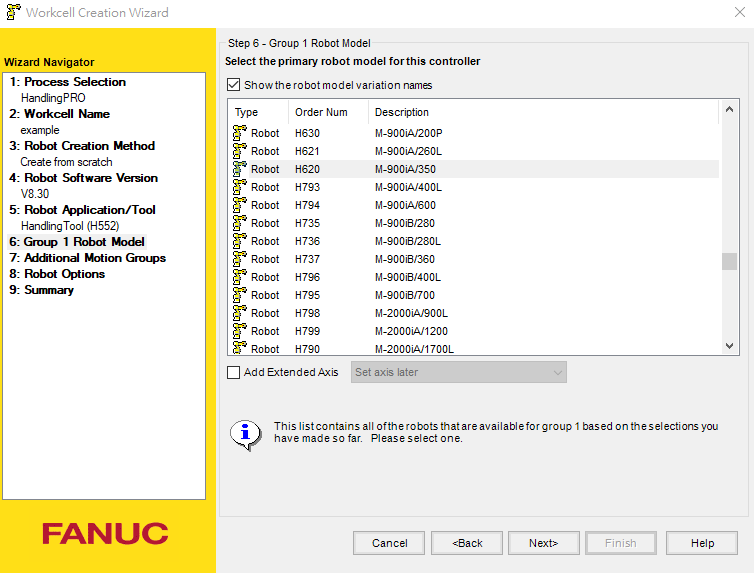 Workcell Creation Wizard
Wizard Navigator
1: Process Selection
HandlingPRO
2: Workcell Name
example
3: Robot Creation Method
Create from scratch
4: Robot Software Version
V8.30
5: Robot Application/Tool
HandlingTool (H552)
6: Group 1 Robot Model
7: Additional Motion Groups
8: Robot Options
9: Summary
FANUC
Step 6 - Group 1 Robot Model
Select the primary robot model for this controller
Show the robot model variation names
Type Order Num Description
Robot H630 M-900iA/200P
Robot H621 M-900iA/260L
Robot H620 M-900iA/350
Robot H793 M-900iA/400L
Robot H794 M-900iA/600
Robot H735 M-900iB/280
Robot H736 M-900iB/280L
Robot H737 M-900iB/360
Robot H796 M-900iB/400L
Robot H795 M-900iB/700
Robot H798 M-2000iA/900L
Robot H799 M-2000iA/1200
Robot H790 M-2000iA/1700L
Add Extended Axis Set axis later
This list contains all of the robots that are available for group 1 based on the selections you
have made so far. Please select one.
Cancel <Back Next> Finish Help